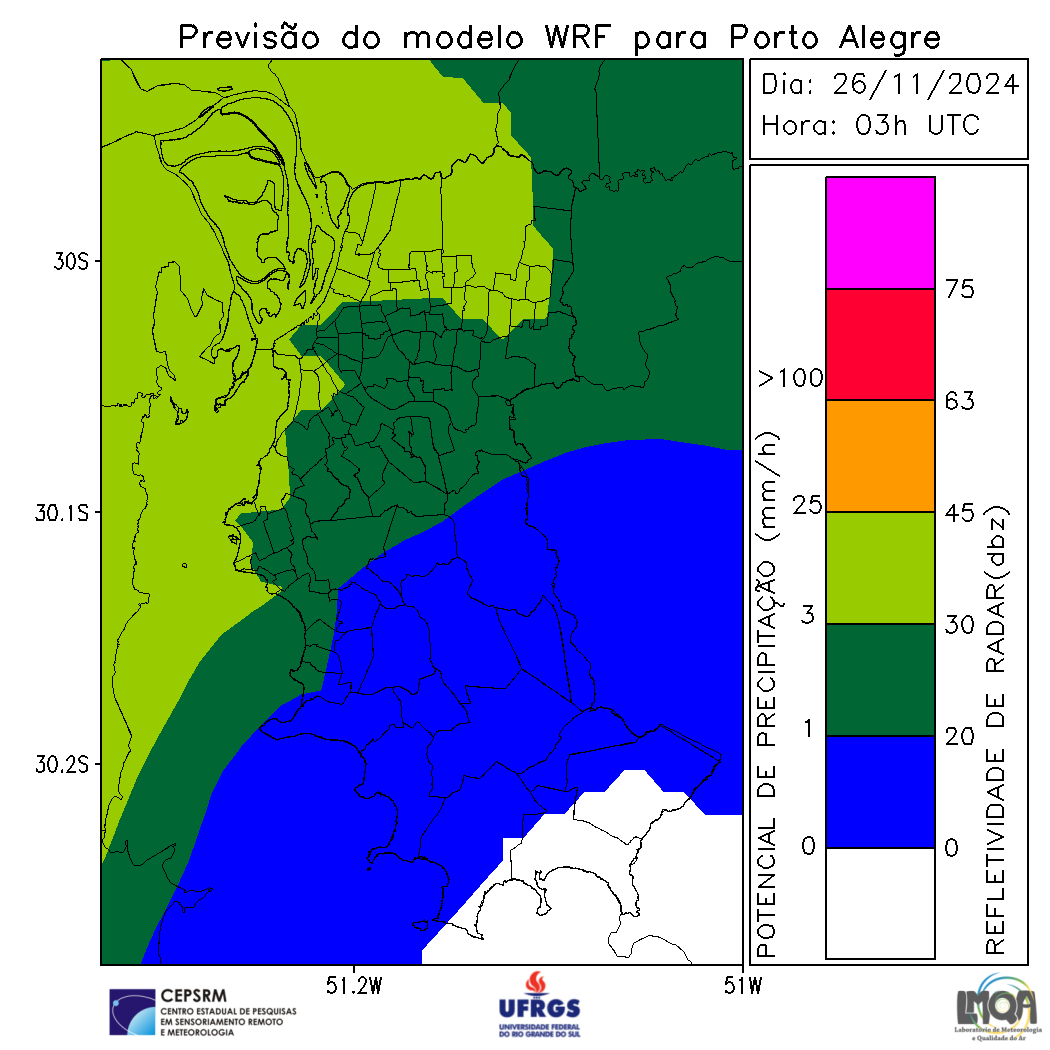 Previsão do modelo WRF para Porto Alegre
Dia: 26/11/2024
Hora: 03h UTC
30S
30.1S
30.2S
51.2W
51W
POTENCIAL DE PRECIPITAÇÃO (mm/h)
>100
25
3
1
0
75
63
45
30
20
0
REFLETIVIDADE DE RADAR(dbz)
CEPSRM
CENTRO ESTADUAL DE PESQUISAS
EM SENSORIAMENTO REMOTO
E METEOROLOGIA
UFRGS
UNIVERSIDADE FEDERAL
DO RIO GRANDE DO SUL
LMQA
Laboratório de Meteorologia
e Qualidade do Ar